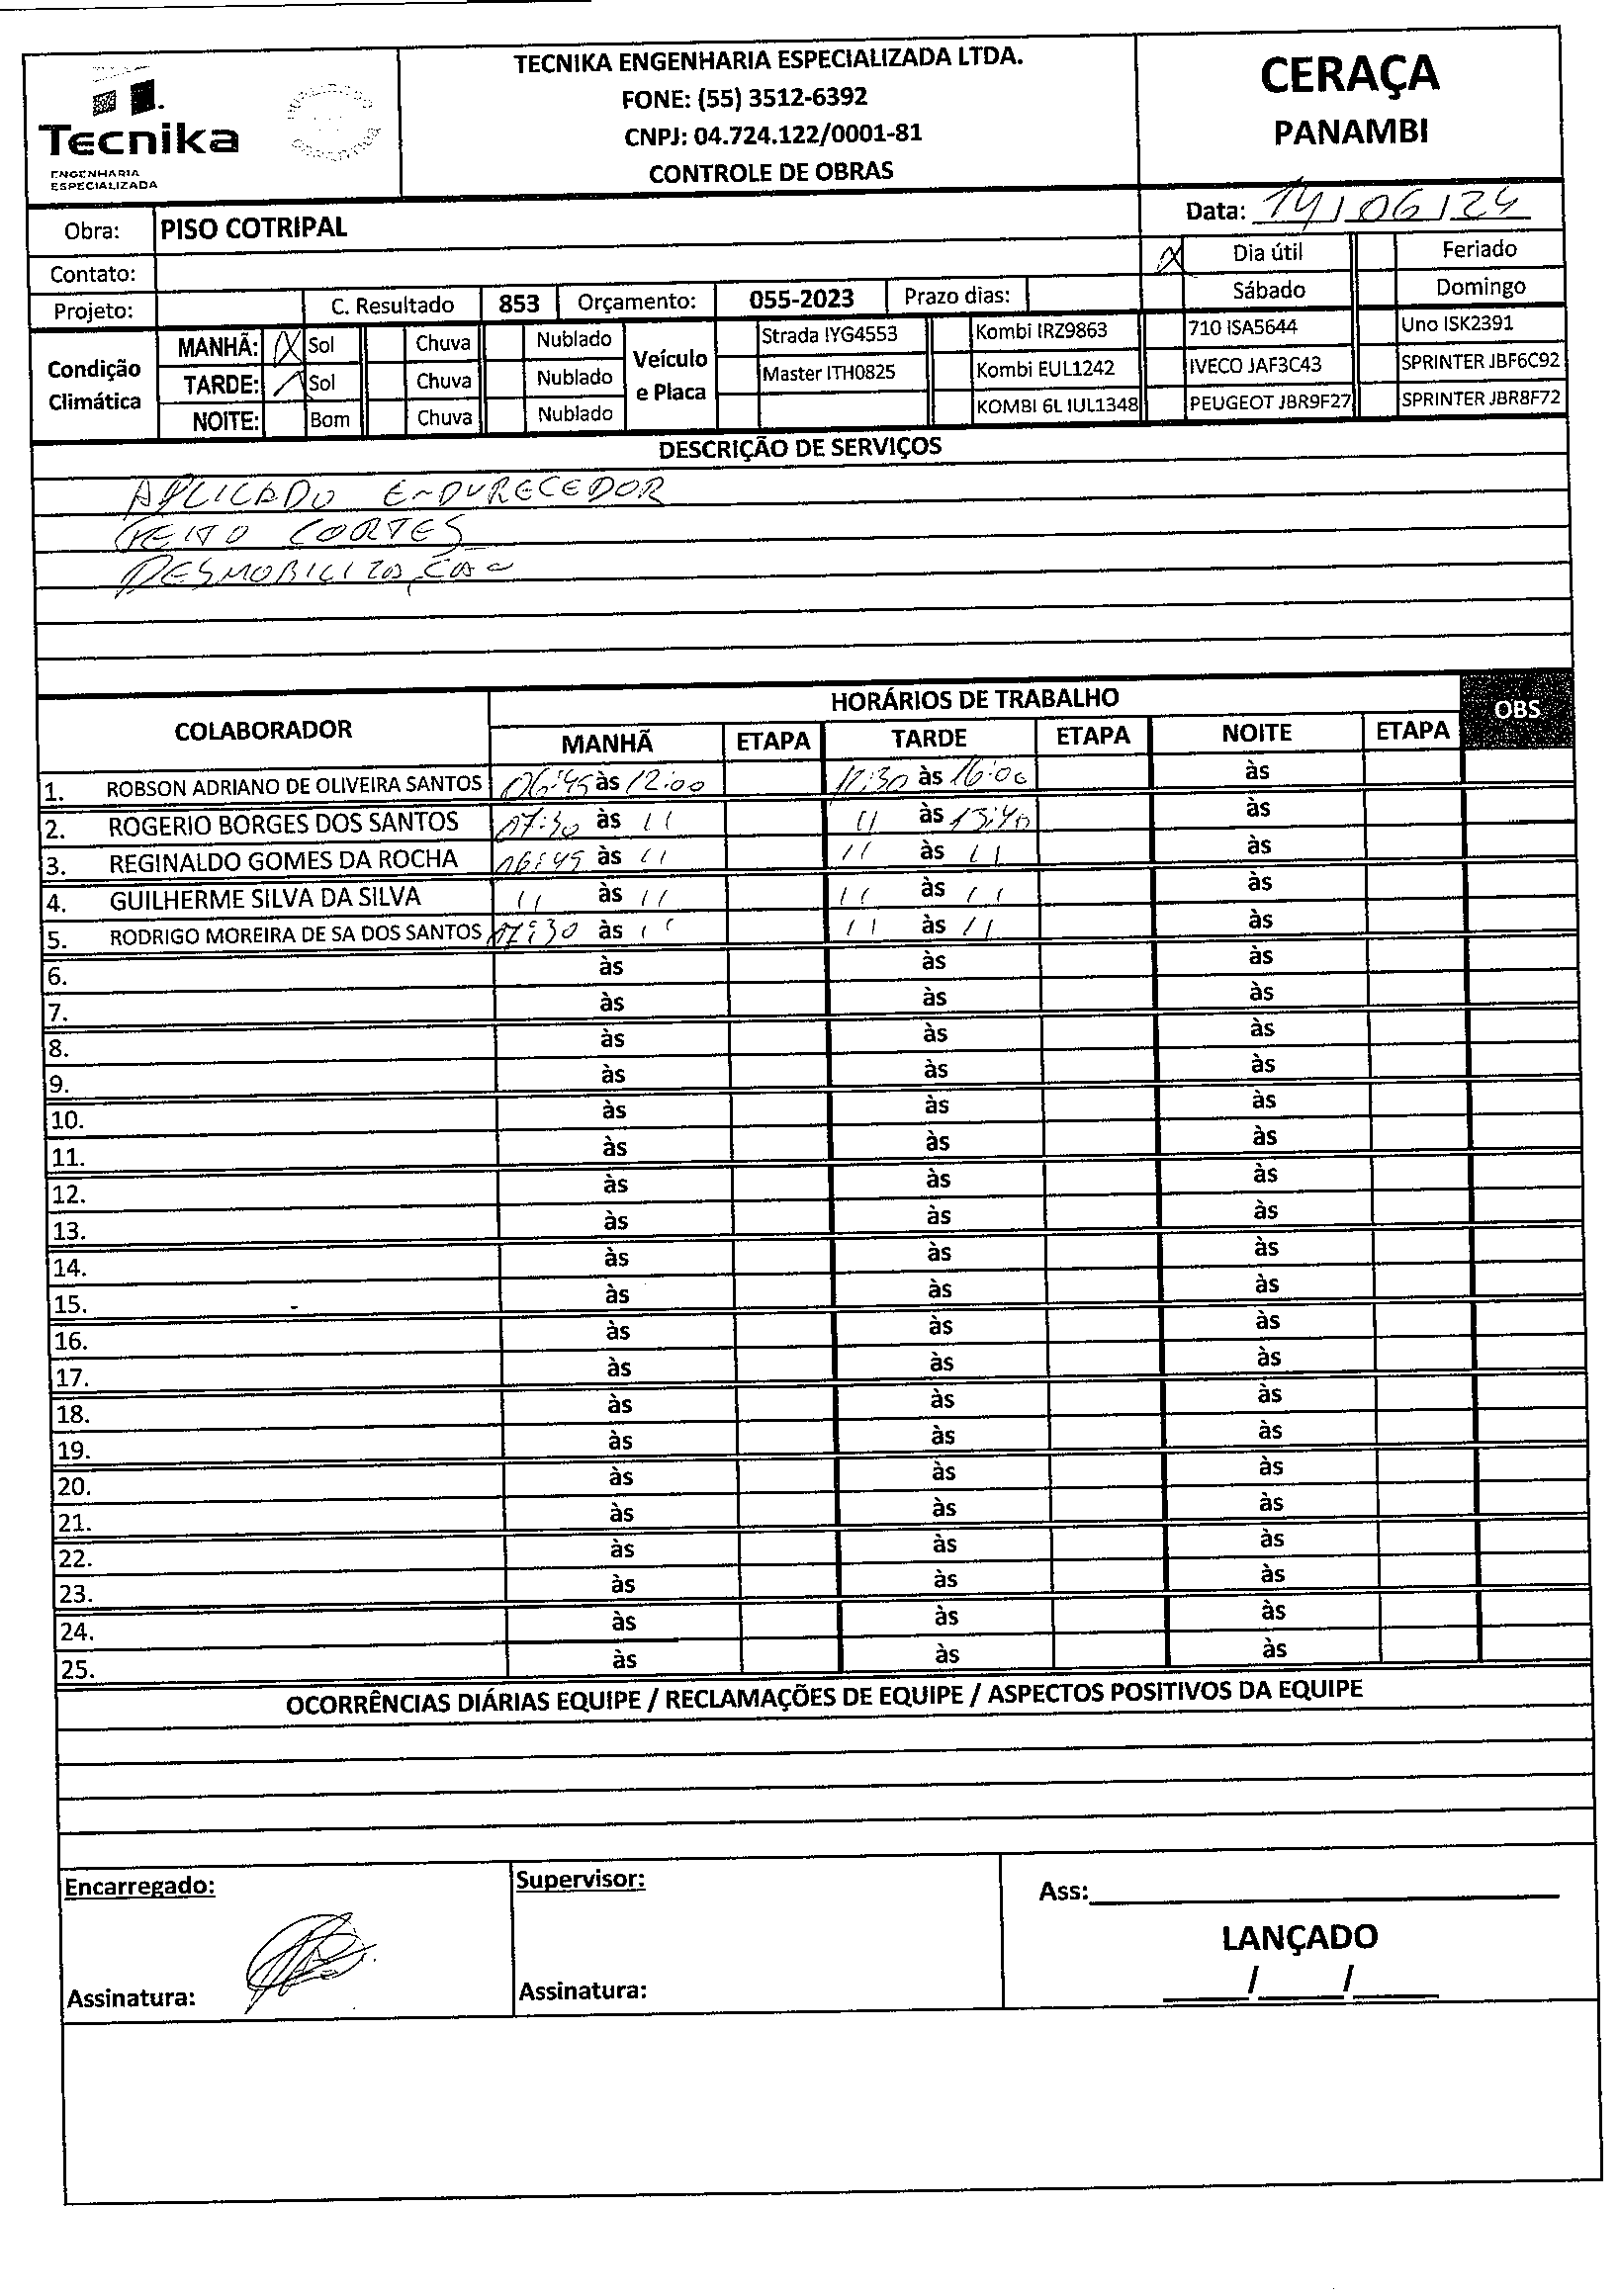 TECNIKA ENGENHARIA ESPECIALIZADA LTDA.
FONE: (55) 3512-6392
CNPJ: 04.724.122/0001-81
CONTROLE DE OBRAS
Tecnika
ENGENHARIA
ESPECIALIZADA
CERAÇA
PANAMBI
Data: 14/06/24
Obra: PISO COTRIPAL
X Dia útil Feriado
Contato:
Sábado Domingo
Projeto: C. Resultado 853 Orçamento: 055-2023 Prazo dias:
Condição Climática
MANHÃ: X Sol Chuva Nublado
TARDE: Sol Chuva Nublado
NOITE: Bom Chuva Nublado
Veículo e Placa
Strada IYG4553 Kombi IRZ9863 710 ISA5644 Uno ISK2391
Master ITH0825 Kombi EUL1242 IVECO JAF3C43 SPRINTER JBF6C92
KOMBI 6L IUL1348 PEUGEOT JBR9F27 SPRINTER JBR8F72
DESCRIÇÃO DE SERVIÇOS
APLICADO ENDURECEDOR
FEITO CORTES
DESMOBILIZAÇÃO
COLABORADOR HORÁRIOS DE TRABALHO OBS
MANHÃ ETAPA TARDE ETAPA NOITE ETAPA
1. ROBSON ADRIANO DE OLIVEIRA SANTOS 06:45 às 12:00 12:30 às 16:00 às
2. ROGERIO BORGES DOS SANTOS 07:30 às 11 11 às 15:40 às
3. REGINALDO GOMES DA ROCHA 06:45 às 11 11 às 11 às
4. GUILHERME SILVA DA SILVA 11 às 11 11 às 11 às
5. RODRIGO MOREIRA DE SA DOS SANTOS 07:30 às 11 11 às 11 às
6. às às às
7. às às às
8. às às às
9. às às às
10. às às às
11. às às às
12. às às às
13. às às às
14. às às às
15. às às às
16. às às às
17. às às às
18. às às às
19. às às às
20. às às às
21. às às às
22. às às às
23. às às às
24. às às às
25. às às às
OCORRÊNCIAS DIÁRIAS EQUIPE / RECLAMAÇÕES DE EQUIPE / ASPECTOS POSITIVOS DA EQUIPE
Encarregado: Supervisor: Ass:
LANÇADO
Assinatura: Assinatura: / /